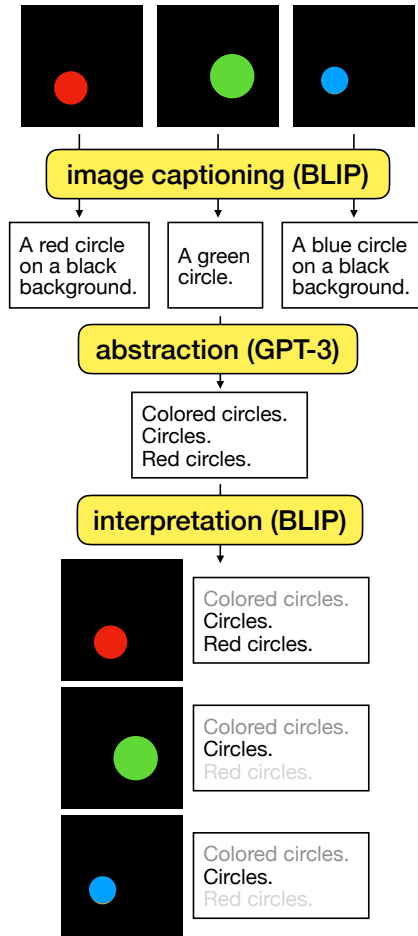 image captioning (BLIP)
A red circle
on a black
background.
A green
circle.
A blue circle
on a black
background.
abstraction (GPT-3)
Colored circles.
Circles.
Red circles.
interpretation (BLIP)
Colored circles.
Circles.
Red circles.
Colored circles.
Circles.
Red circles.
Colored circles.
Circles.
Red circles.